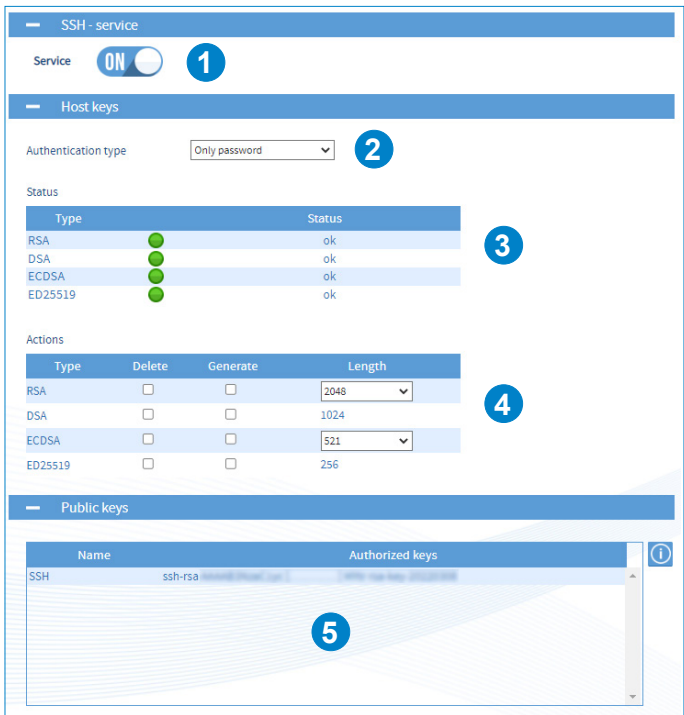 SSH - service
Service ON 1
Host keys
Authentication type Only password 2
Status
Type Status
RSA ok
DSA ok 3
ECDSA ok
ED25519 ok
Actions
Type Delete Generate Length
RSA 2048
DSA 1024 4
ECDSA 521
ED25519 256
Public keys
Name Authorized keys i
SSH ssh-rsa
5